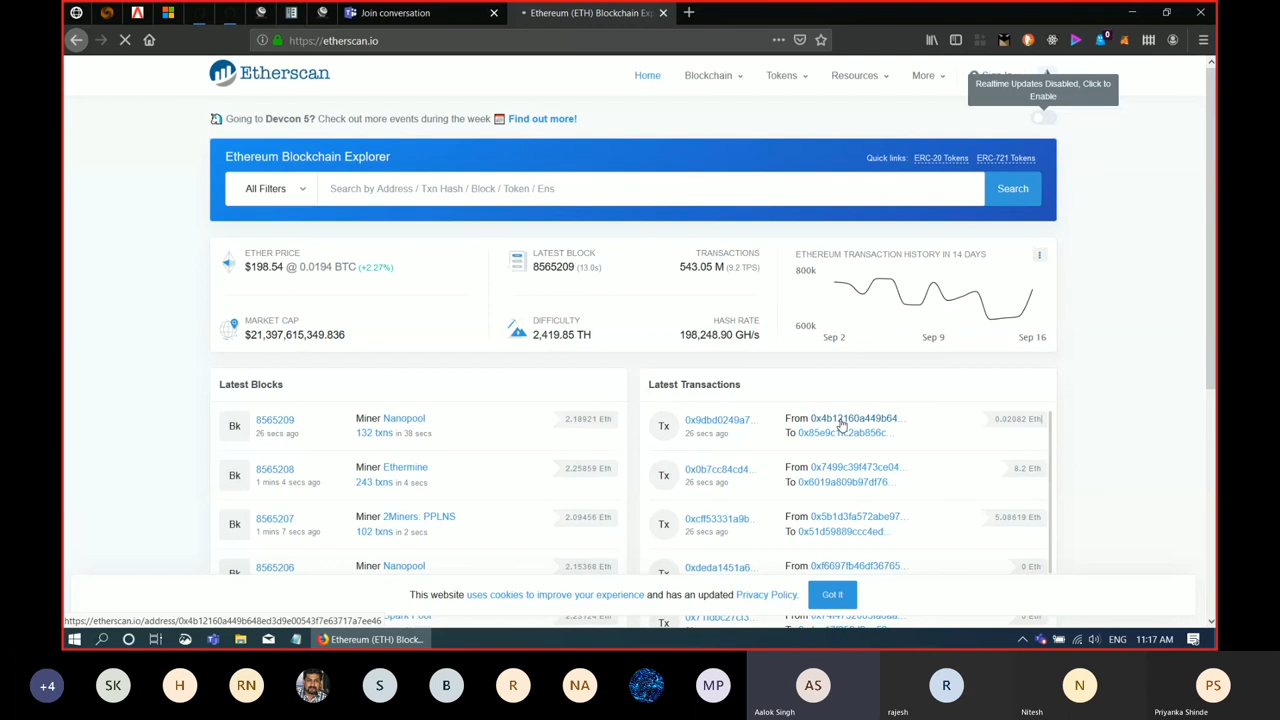 Join conversation
Ethereum (ETH) Blockchain Exp
https://etherscan.io
0
Etherscan
Home
Blockchain
Tokens
Resources
More
Realtime Updates Disabled, Click to
Enable
Going to Devcon 5? Check out more events during the week Find out more!
Ethereum Blockchain Explorer
Quick links: ERC-20 Tokens ERC-721 Tokens
All Filters
Search by Address / Txn Hash / Block / Token / Ens
Search
ETHER PRICE
$198.54 @ 0.0194 BTC (+2.27%)
LATEST BLOCK
8565209 (13.0s)
TRANSACTIONS
543.05 M (9.2 TPS)
ETHEREUM TRANSACTION HISTORY IN 14 DAYS
800k
600k
Sep 2
Sep 9
Sep 16
MARKET CAP
$21,397,615,349.836
DIFFICULTY
2,419.85 TH
HASH RATE
198,248.90 GH/s
Latest Blocks
Bk
8565209
26 secs ago
Miner Nanopool
132 txns in 38 secs
2.18921 Eth
Bk
8565208
1 mins 4 secs ago
Miner Ethermine
243 txns in 4 secs
2.25859 Eth
Bk
8565207
1 mins 7 secs ago
Miner 2Miners: PPLNS
102 txns in 2 secs
2.09456 Eth
Bk
8565206
Miner Nanopool
2.15368 Eth
Latest Transactions
Tx
0x9dbd0249a7...
26 secs ago
From 0x4b12160a449b64...
To 0x85e9c1c2ab856c...
0.02082 Eth
Tx
0x0b7cc84cd4...
26 secs ago
From 0x7499c39f473ce04...
To 0x6019a809b97df76...
8.2 Eth
Tx
0xcff53331a9b...
26 secs ago
From 0x5b1d3fa572abe97...
To 0x51d59889ccc4ed...
5.08619 Eth
0xdeda1451a6...
From 0xf6697fb46df36765...
0 Eth
This website uses cookies to improve your experience and has an updated Privacy Policy.
Got It
https://etherscan.io/address/0x4b12160a449b648ed3d9e00543f7e63717a7ee46
Spark Pool
Tx
Ethereum (ETH) Block...
ENG
11:17 AM
+4
SK
H
RN
S
B
R
NA
MP
AS
Aalok Singh
R
rajesh
N
Nitesh
PS
Priyanka Shinde